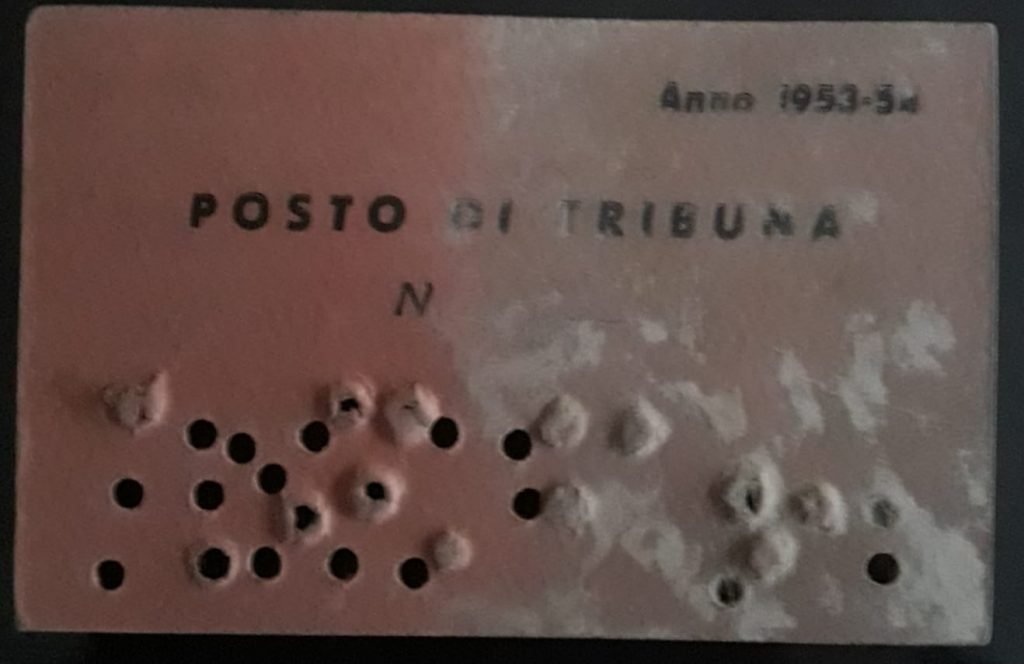 Anno 1953-54
POSTO DI TRIBUNA
N